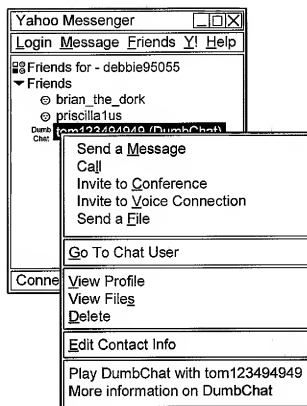 Yahoo Messenger
Login Message Friends Y! Help
Friends for - debbie95055
Friends
brian_the_dork
priscilla1us
Dumb Chat tom123494949 (DumbChat)
Send a Message
Call
Invite to Conference
Invite to Voice Connection
Send a File
Go To Chat User
Conne
View Profile
View Files
Delete
Edit Contact Info
Play DumbChat with tom123494949
More information on DumbChat